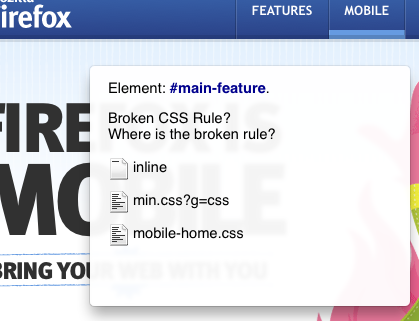 mozilla
Firefox
FEATURES
MOBILE
FIREFOX IS
MOBILE
BRING YOUR WEB WITH YOU
Element: #main-feature.
Broken CSS Rule?
Where is the broken rule?
inline
min.css?g=css
mobile-home.css